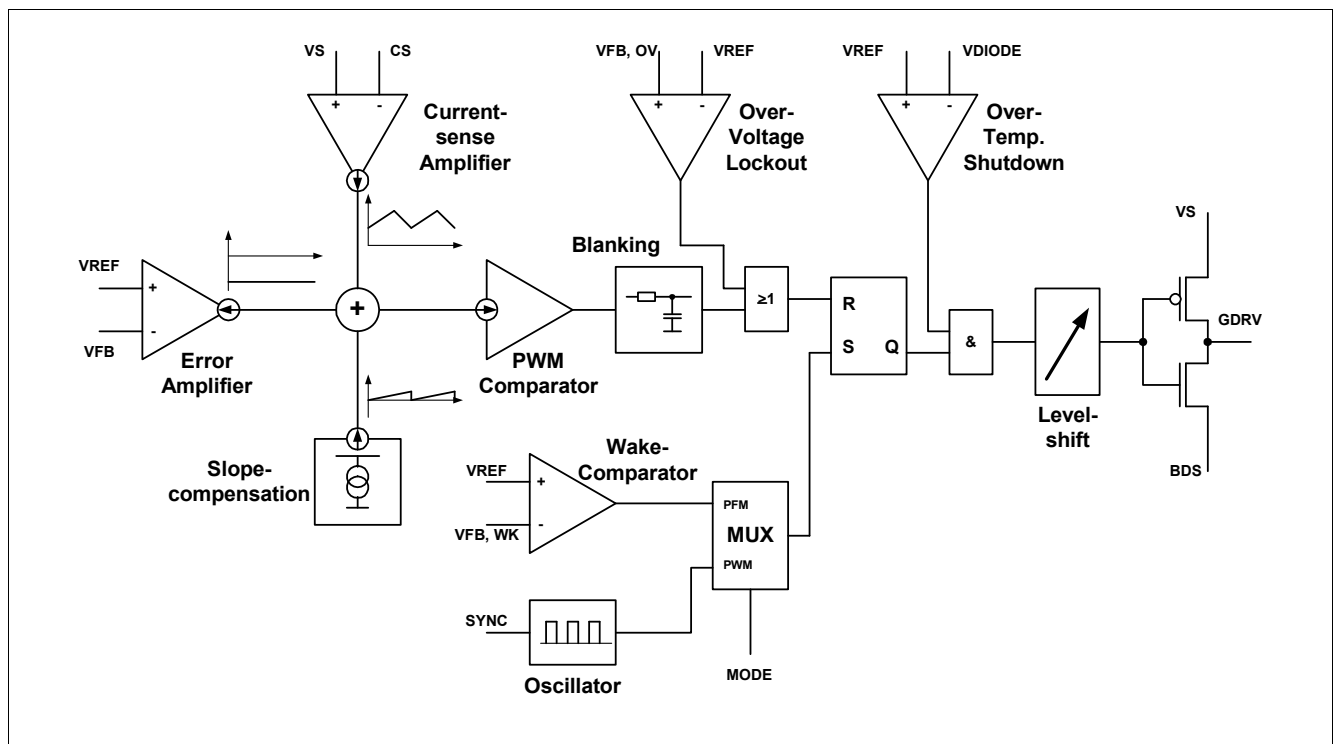 VS
CS
+
-
Current-
sense
Amplifier
VFB, OV
VREF
+
-
Over-
Voltage
Lockout
VREF
VDIODE
+
-
Over-
Temp.
Shutdown
VREF
+
-
VFB
Error
Amplifier
+
PWM
Comparator
Blanking
≥1
R
S
Q
&
Level-
shift
VS
GDRV
BDS
Slope-
compensation
Wake-
Comparator
VREF
+
-
VFB, WK
PFM
MUX
PWM
SYNC
Oscillator
MODE